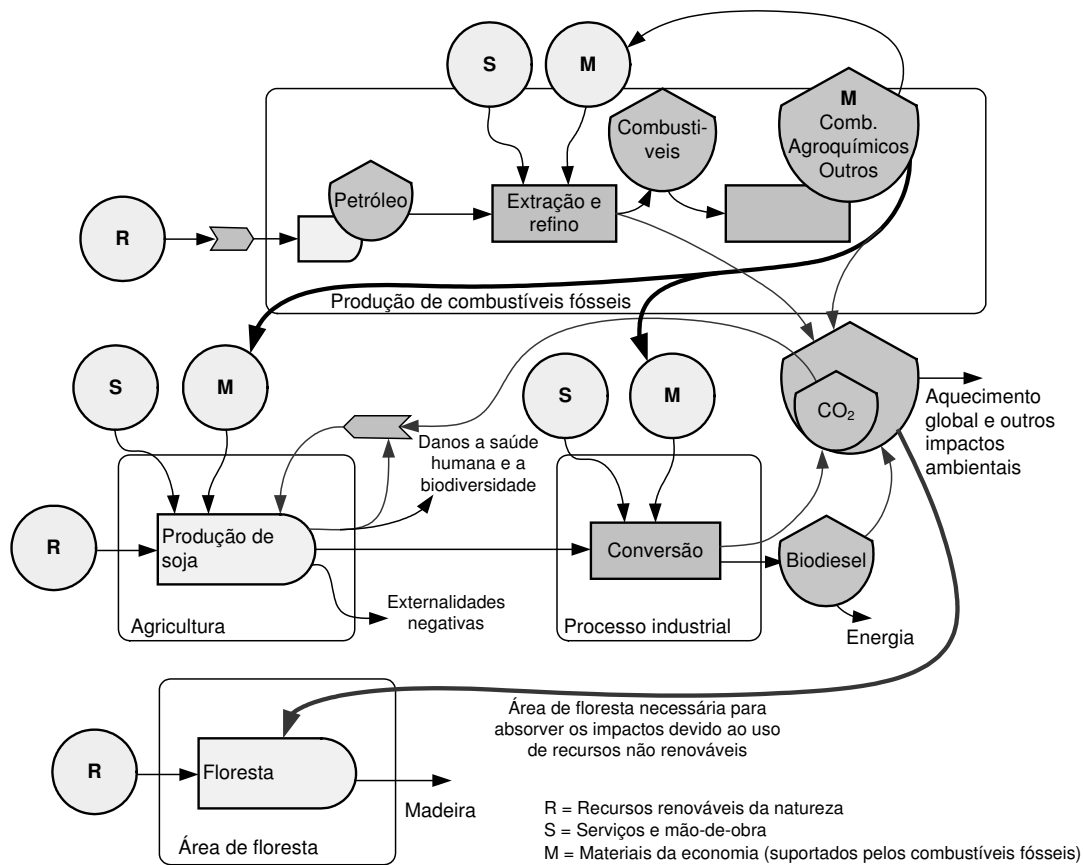 S
M
M
Comb.
Agroquímicos
Outros
Combusti-
veis
Petróleo
Extração e
refino
R
Produção de combustíveis fósseis
S
M
S
M
CO2
Aquecimento
global e outros
impactos
ambientais
Danos a saúde
humana e a
biodiversidade
R
Produção de
soja
Conversão
Biodiesel
Externalidades
negativas
Agricultura
Processo industrial
Energia
Área de floresta necessária para
absorver os impactos devido ao uso
de recursos não renováveis
R
Floresta
Madeira
Área de floresta
R = Recursos renováveis da natureza
S = Serviços e mão-de-obra
M = Materiais da economia (suportados pelos combustíveis fósseis)